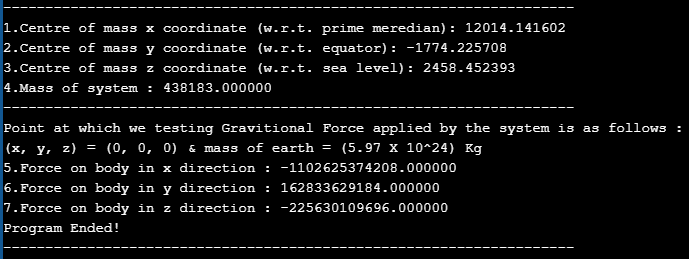 ----------------------------------------------------------------
1.Centre of mass x coordinate (w.r.t. prime meredian): 12014.141602
2.Centre of mass y coordinate (w.r.t. equator): -1774.225708
3.Centre of mass z coordinate (w.r.t. sea level): 2458.452393
4.Mass of system : 438183.000000
----------------------------------------------------------------
Point at which we testing Gravitional Force applied by the system is as follows :
(x, y, z) = (0, 0, 0) & mass of earth = (5.97 X 10^24) Kg
5.Force on body in x direction : -1102625374208.000000
6.Force on body in y direction : 162833629184.000000
7.Force on body in z direction : -225630109696.000000
Program Ended!
----------------------------------------------------------------